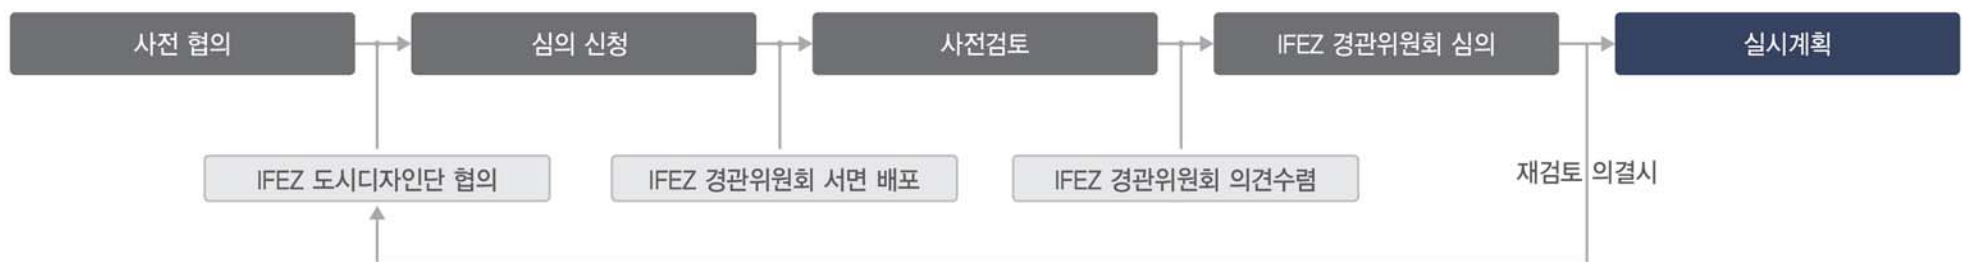 사전 협의
심의 신청
사전검토
IFEZ 경관위원회 심의
실시계획
IFEZ 도시디자인단 협의
IFEZ 경관위원회 서면 배포
IFEZ 경관위원회 의견수렴
재검토 의결시